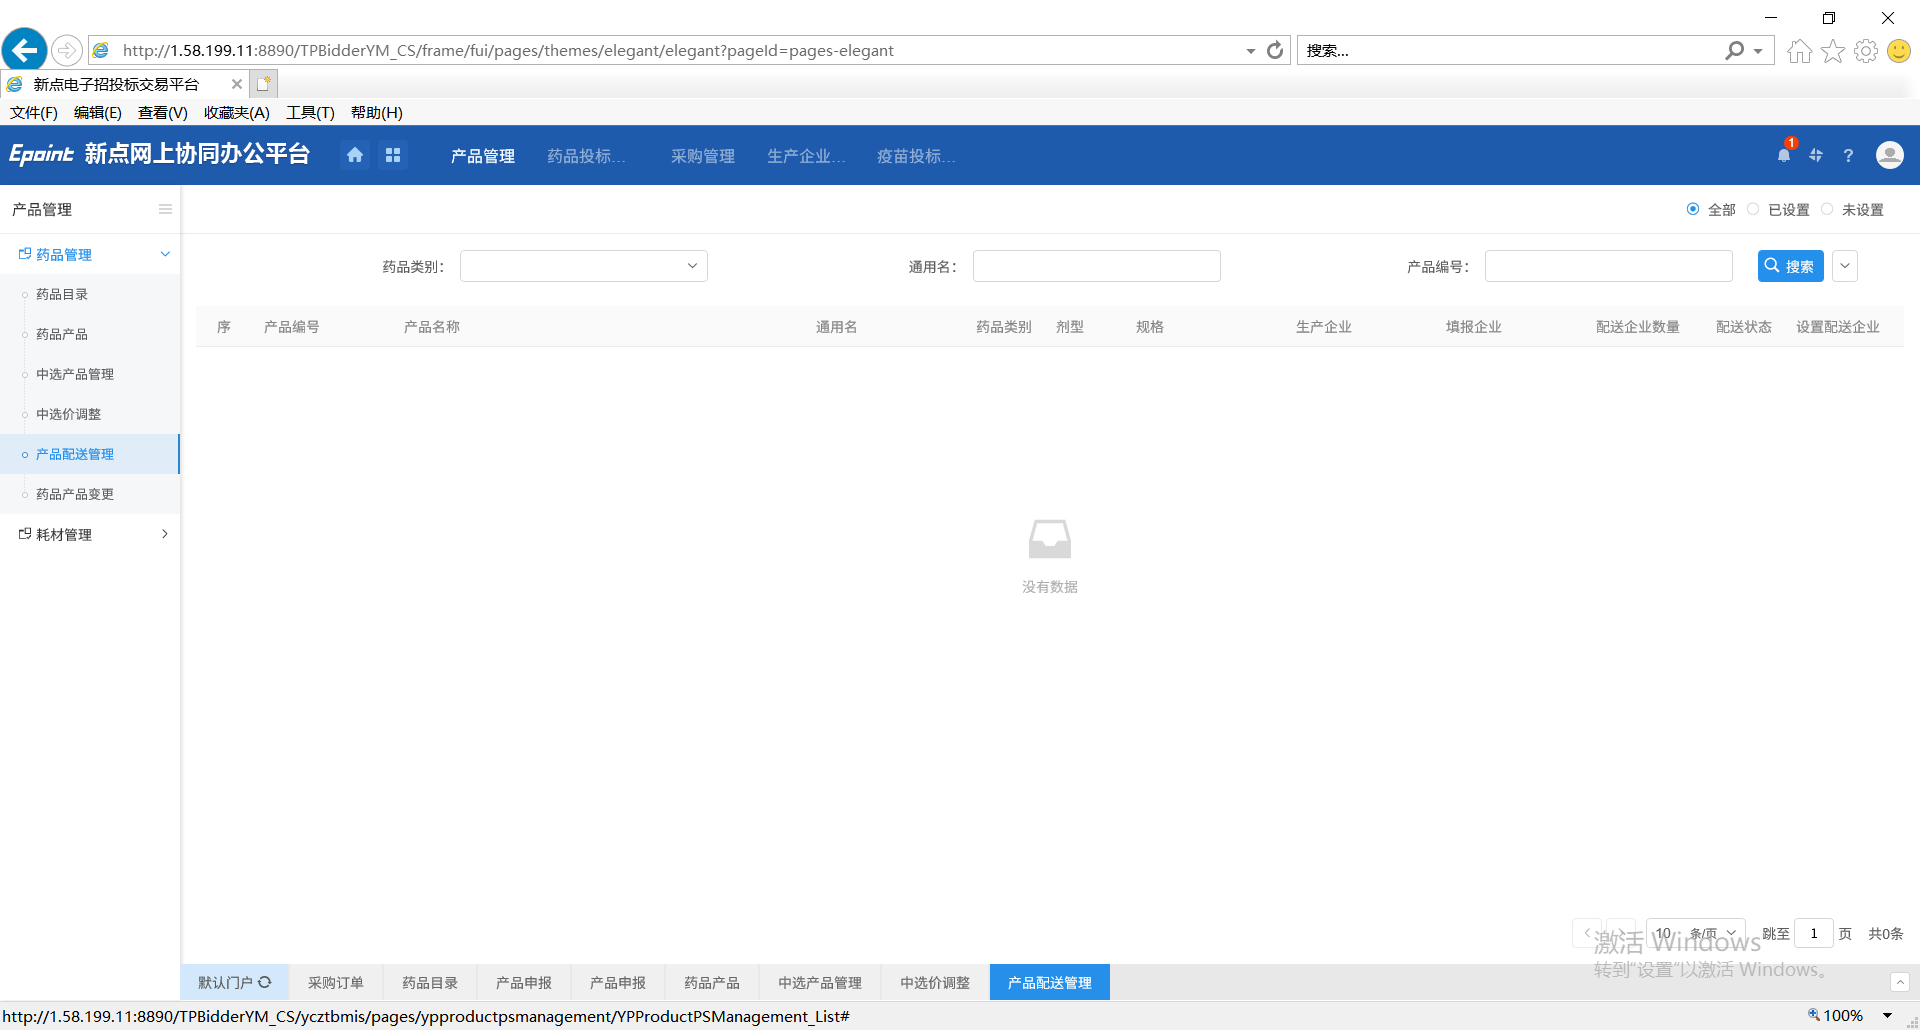 http://1.58.199.11:8890/TPBidderYM_CS/frame/fui/pages/themes/elegant/elegant?pageId=pages-elegant
搜索...
新点电子招投标交易平台
文件(F) 编辑(E) 查看(V) 收藏夹(A) 工具(T) 帮助(H)
Epoint 新点网上协同办公平台 产品管理 药品投标... 采购管理 生产企业... 疫苗投标... 1 ?
产品管理
全部 已设置 未设置
药品管理
药品目录
药品产品
中选产品管理
中选价调整
产品配送管理
药品产品变更
耗材管理
药品类别： 通用名： 产品编号： 搜索
序 产品编号 产品名称 通用名 药品类别 剂型 规格 生产企业 填报企业 配送企业数量 配送状态 设置配送企业
没有数据
10 条/页 跳至 1 页 共0条
激活 Windows
转到“设置”以激活 Windows。
默认门户 采购订单 药品目录 产品申报 产品申报 药品产品 中选产品管理 中选价调整 产品配送管理
http://1.58.199.11:8890/TPBidderYM_CS/ycztbmis/pages/ypproductpsmanagement/YPProductPSManagement_List#
100%